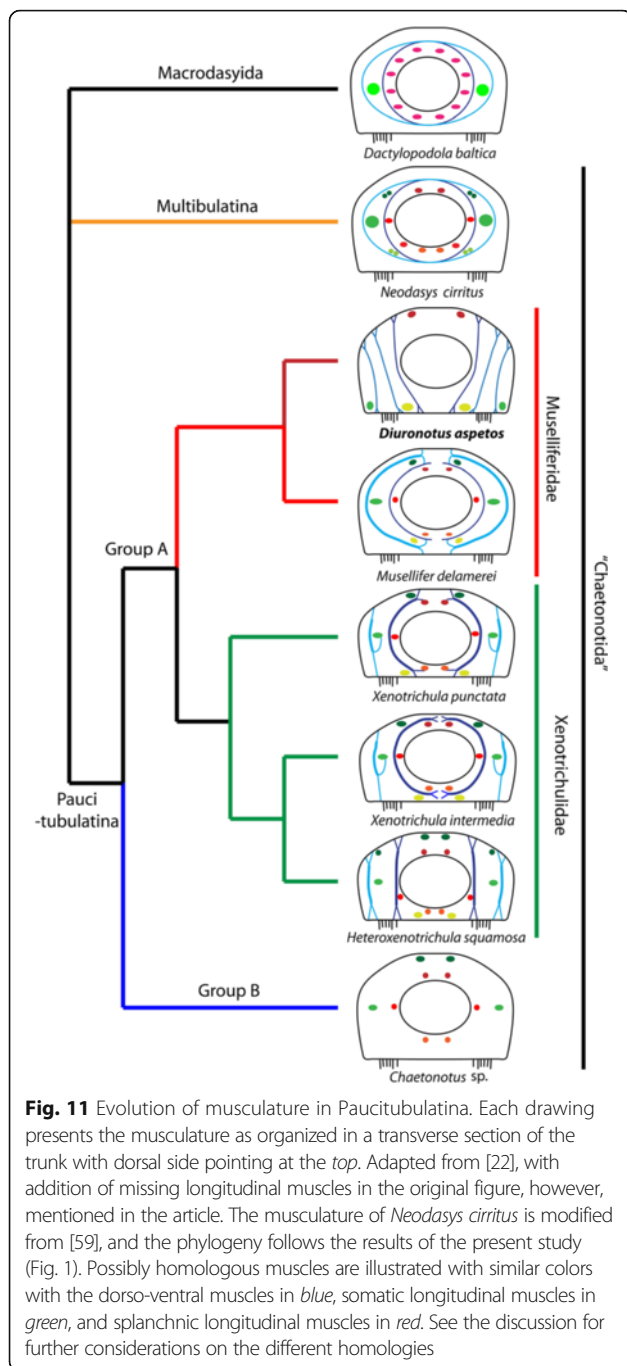 Macrodasyida
Dactylopodola baltica
Multibulatina
Neodasys cirritus
Diuronotus aspetos
Muselliferidae
Group A
Musellifer delamerei
"Chaetonotida"
Xenotrichula punctata
Xenotrichulidae
Pauci
-tubulatina
Xenotrichula intermedia
Heteroxenotrichula squamosa
Group B
Chaetonotus sp.
Fig. 11 Evolution of musculature in Paucitubulatina. Each drawing
presents the musculature as organized in a transverse section of the
trunk with dorsal side pointing at the top. Adapted from [22], with
addition of missing longitudinal muscles in the original figure, however,
mentioned in the article. The musculature of Neodasys cirritus is modified
from [59], and the phylogeny follows the results of the present study
(Fig. 1). Possibly homologous muscles are illustrated with similar colors
with the dorso-ventral muscles in blue, somatic longitudinal muscles in
green, and splanchnic longitudinal muscles in red. See the discussion for
further considerations on the different homologies